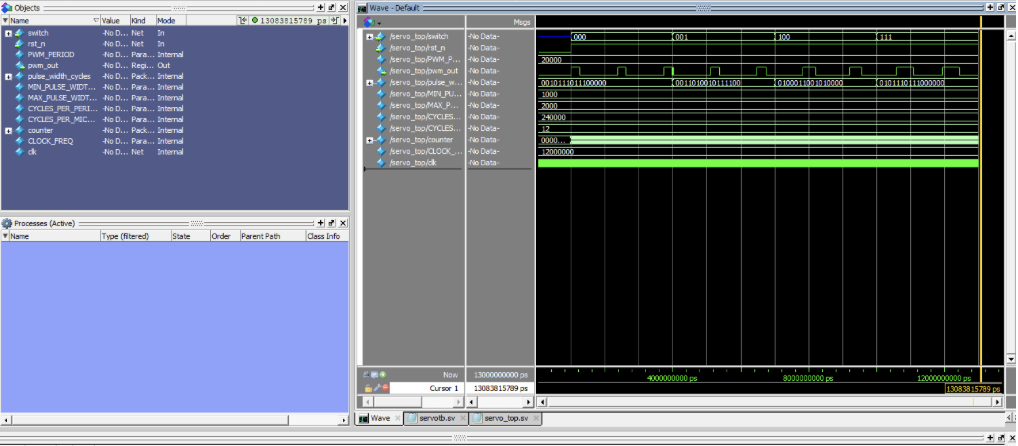 Objects
Name Value Kind Mode 13083815789 ps
switch -No D... Net In
rst_n -No D... Net In
PWM_PERIOD -No D... Para... Internal
pwm_out -No D... Regi... Out
pulse_width_cycles -No D... Pack... Internal
MIN_PULSE_WIDT... -No D... Para... Internal
MAX_PULSE_WIDT... -No D... Para... Internal
CYCLES_PER_PERI... -No D... Para... Internal
CYCLES_PER_MIC... -No D... Para... Internal
counter -No D... Pack... Internal
CLOCK_FREQ -No D... Para... Internal
clk -No D... Net Internal
Processes (Active)
Name Type (filtered) State Order Parent Path Class Info
Wave - Default
Msgs
/servo_top/switch -No Data- 000 001 100 111
/servo_top/rst_n -No Data-
/servo_top/PWM_P... -No Data- 20000
/servo_top/pwm_out -No Data-
/servo_top/pulse_w... -No Data-
/servo_top/MIN_PU... -No Data- 1000
/servo_top/MAX_P... -No Data- 2000
/servo_top/CYCLES... -No Data- 240000
/servo_top/CYCLES... -No Data- 12
/servo_top/counter -No Data- 0000...
/servo_top/CLOCK_... -No Data- 12000000
/servo_top/clk -No Data-
Now 13000000000 ps 4000000000 ps 8000000000 ps 12000000000 ps
Cursor 1 13083815789 ps 13083815789 ps
Wave servotb.sv servo_top.sv